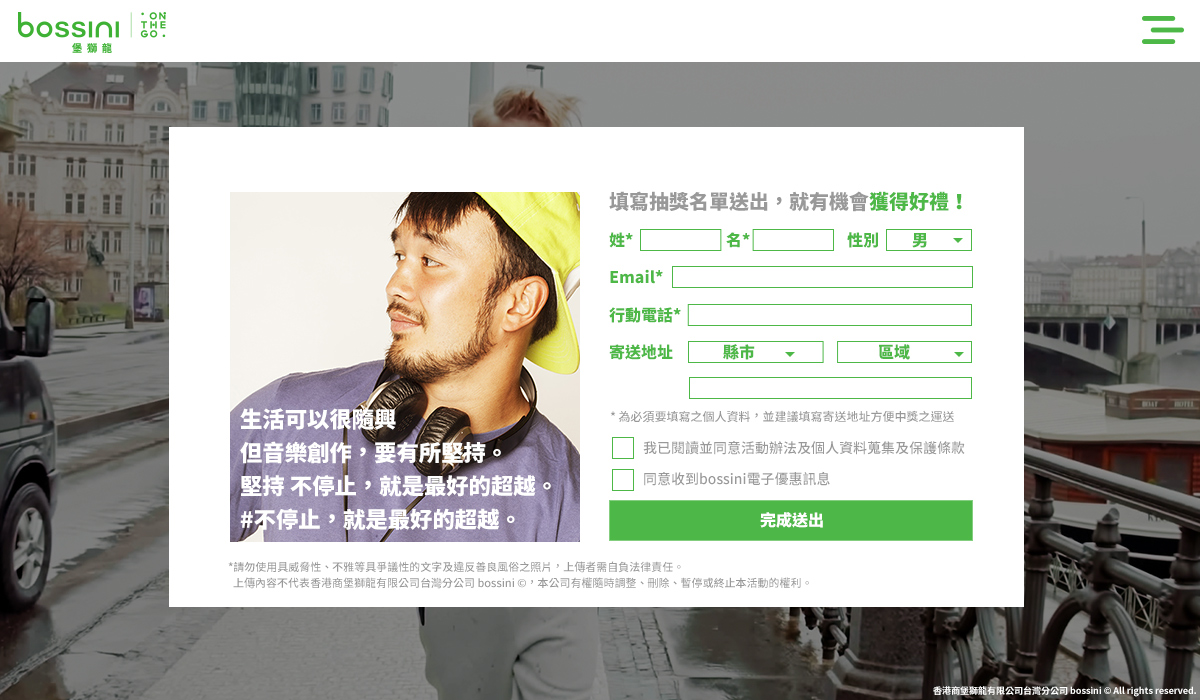 bossini
·ON
THE
GO.
堡獅龍
填寫抽獎名單送出，就有機會獲得好禮！
姓* 名* 性別 男
Email*
行動電話*
寄送地址 縣市 區域
* 為必須要填寫之個人資料，並建議填寫寄送地址方便中獎之運送
我已閱讀並同意活動辦法及個人資料蒐集及保護條款
同意收到bossini電子優惠訊息
完成送出
生活可以很隨興
但音樂創作，要有所堅持。
堅持 不停止，就是最好的超越。
#不停止，就是最好的超越。
*請勿使用具威脅性、不雅等具爭議性的文字及違反善良風俗之照片，上傳者需自負法律責任。
上傳內容不代表香港商堡獅龍有限公司台灣分公司 bossini ©，本公司有權隨時調整、刪除、暫停或終止本活動的權利。
BOAT HOTEL
香港商堡獅龍有限公司台灣分公司 bossini © All rights reserved.